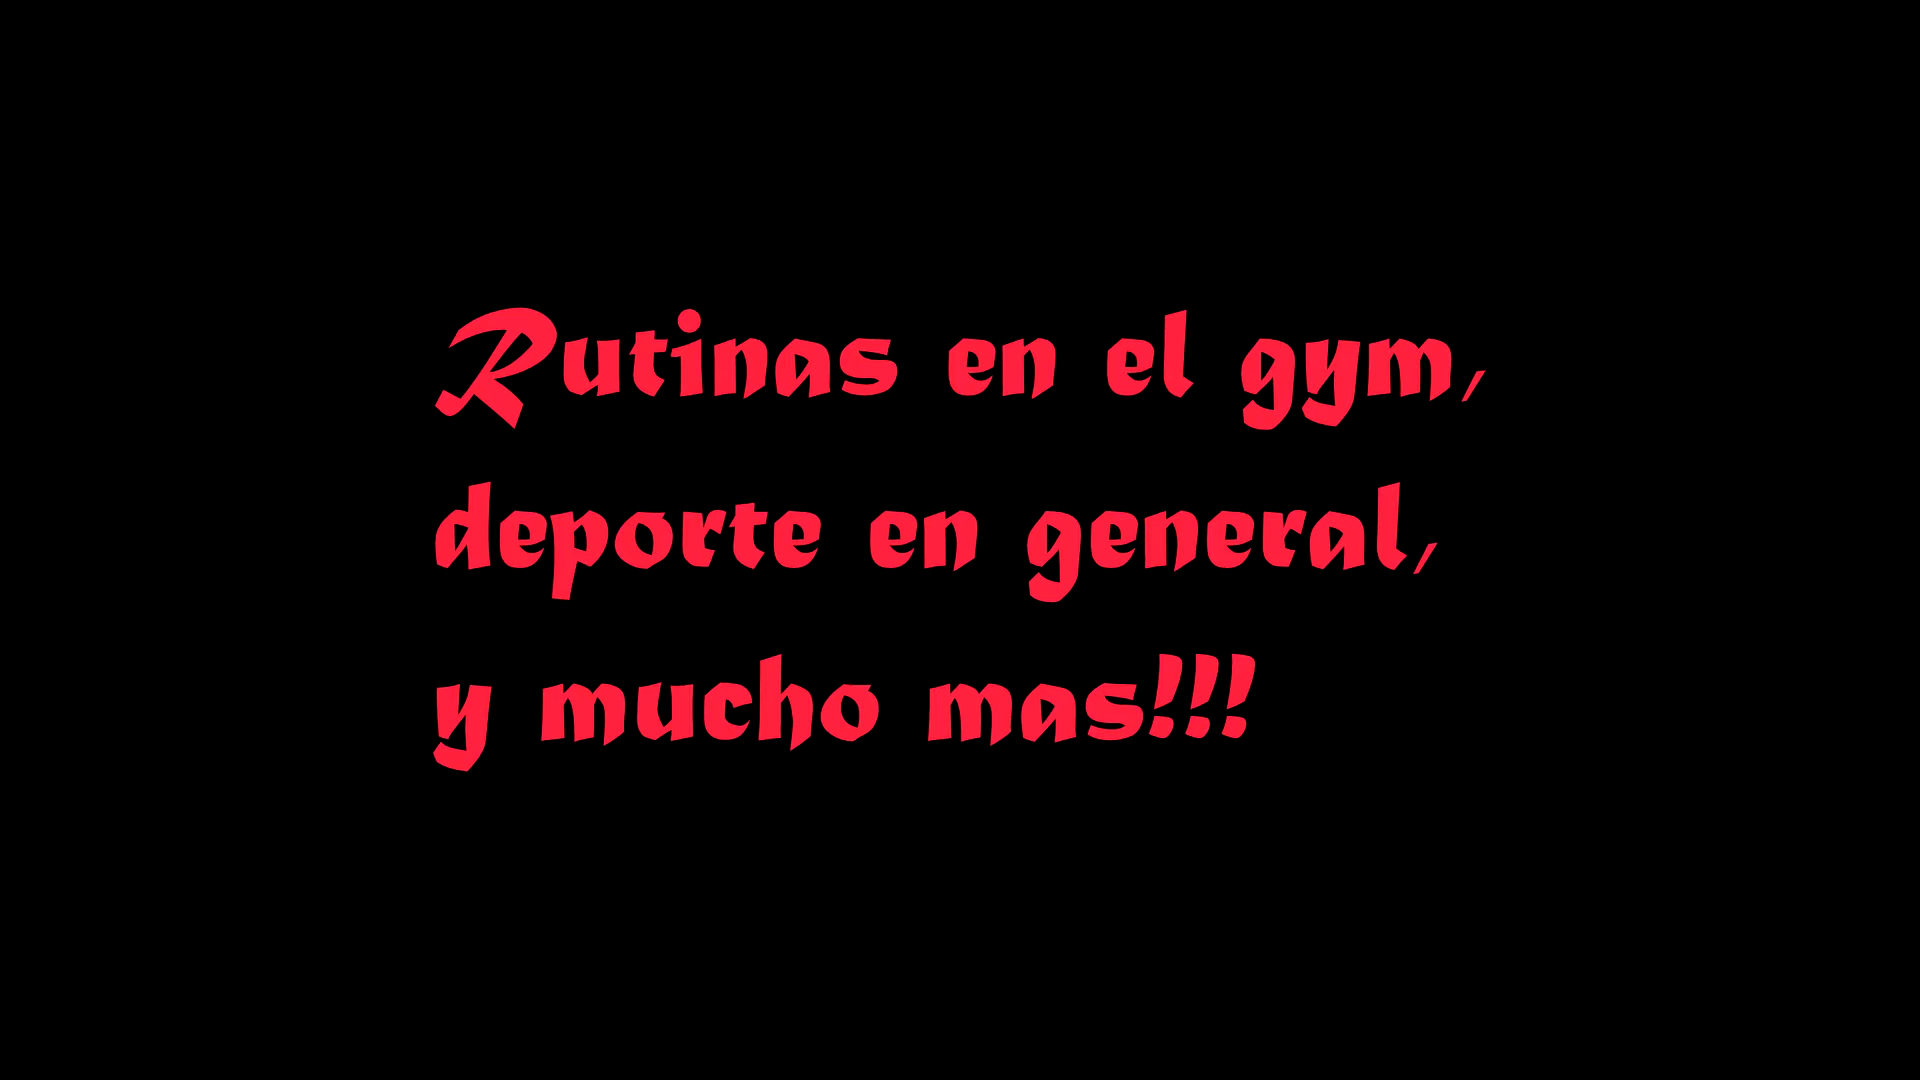 Rutinas en el gym,
deporte en general,
y mucho mas!!!